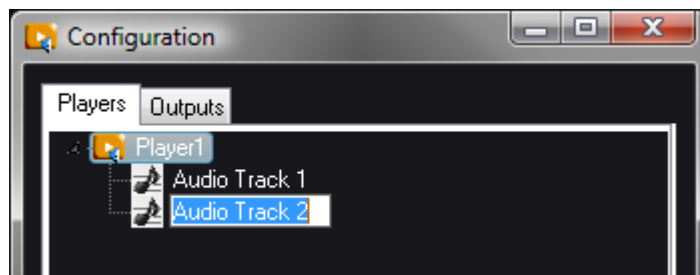 Configuration
Players Outputs
Player1
Audio Track 1
Audio Track 2